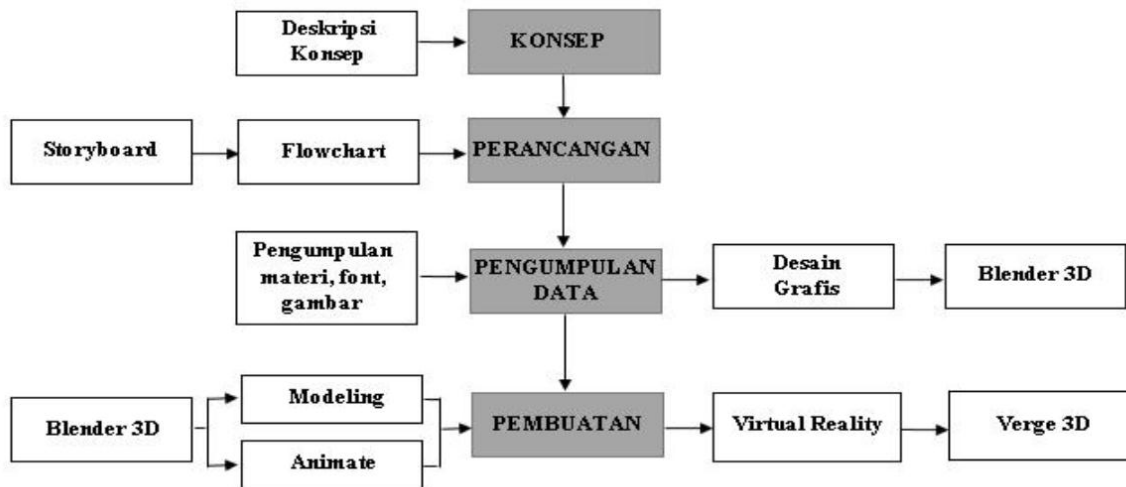 Deskripsi
Konsep
KONSEP
Storyboard
Flowchart
PERANCANGAN
Pengumpulan
materi, font,
gambar
PENGUMPULAN
DATA
Desain
Grafis
Blender 3D
Blender 3D
Modeling
Animate
PEMBUATAN
Virtual Reality
Verge 3D